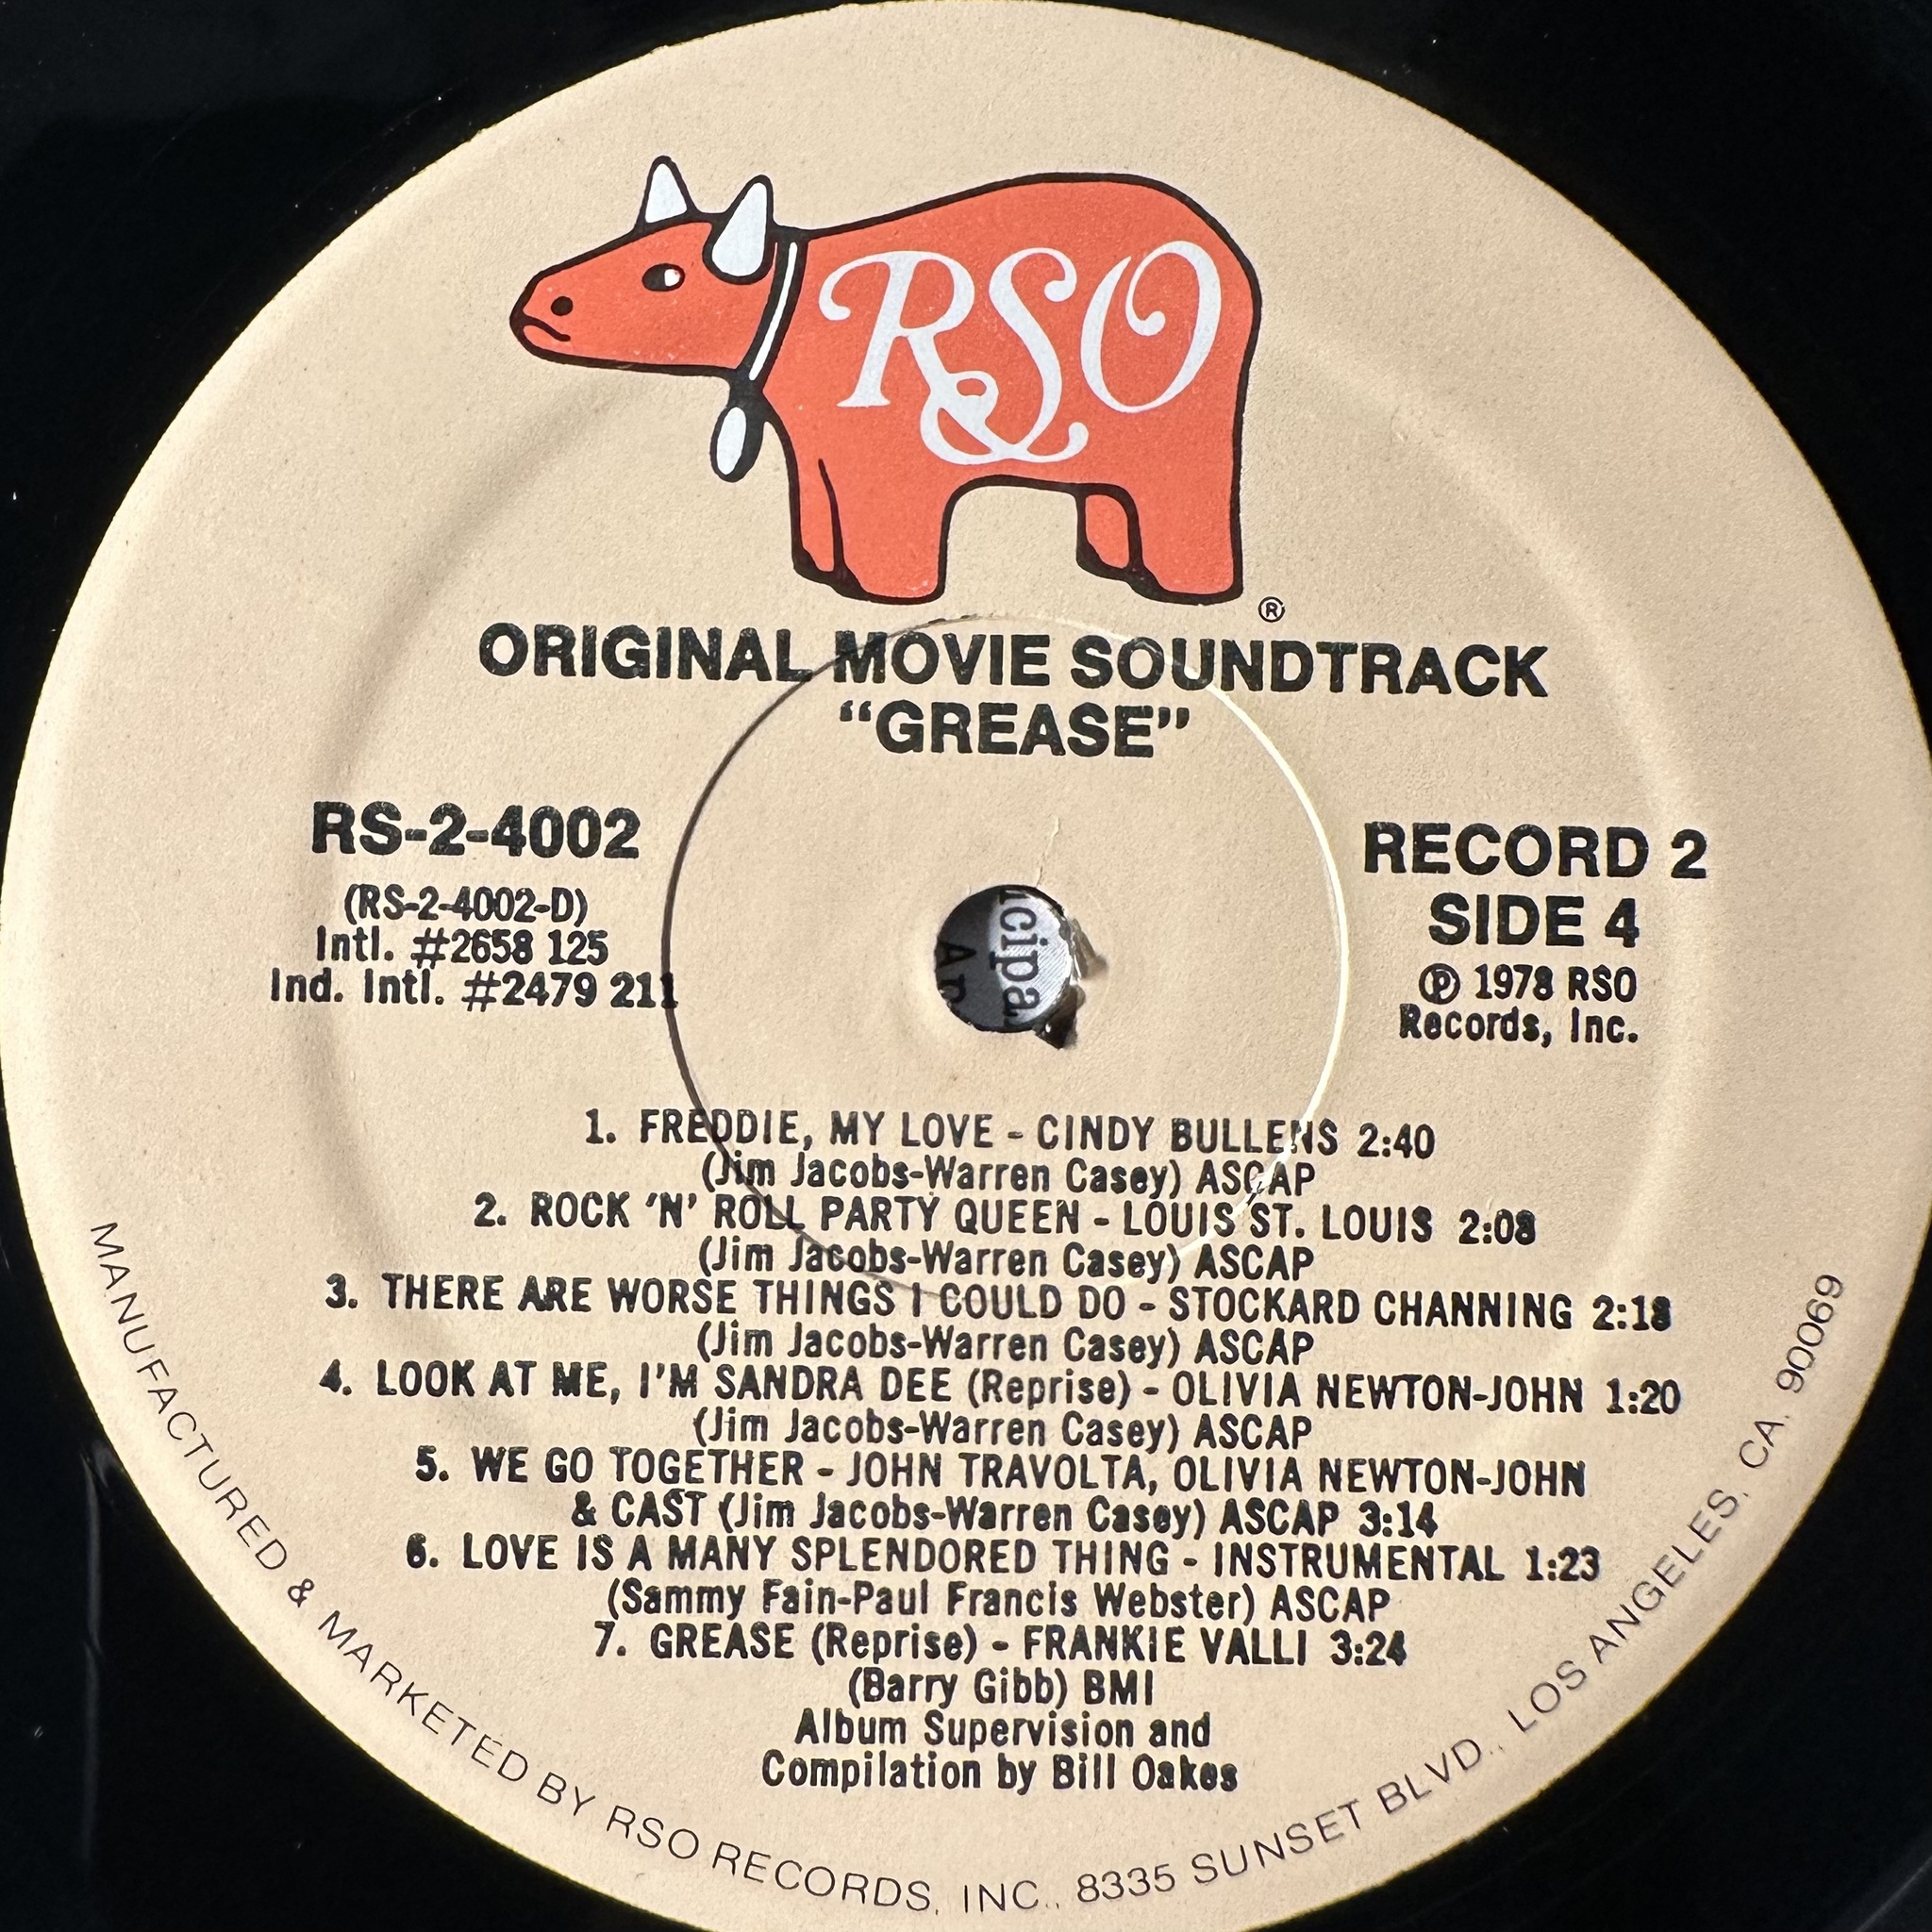 RSO
®
ORIGINAL MOVIE SOUNDTRACK
“GREASE”
RS-2-4002
(RS-2-4002-D)
Intl. #2658 125
Ind. Intl. #2479 211
RECORD 2
SIDE 4
℗ 1978 RSO
Records, Inc.
cipa
1. FREDDIE, MY LOVE - CINDY BULLENS 2:40
(Jim Jacobs-Warren Casey) ASCAP
2. ROCK 'N' ROLL PARTY QUEEN - LOUIS ST. LOUIS 2:08
(Jim Jacobs-Warren Casey) ASCAP
3. THERE ARE WORSE THINGS I COULD DO - STOCKARD CHANNING 2:18
(Jim Jacobs-Warren Casey) ASCAP
4. LOOK AT ME, I'M SANDRA DEE (Reprise) - OLIVIA NEWTON-JOHN 1:20
(Jim Jacobs-Warren Casey) ASCAP
5. WE GO TOGETHER - JOHN TRAVOLTA, OLIVIA NEWTON-JOHN
& CAST (Jim Jacobs-Warren Casey) ASCAP 3:14
6. LOVE IS A MANY SPLENDORED THING - INSTRUMENTAL 1:23
(Sammy Fain-Paul Francis Webster) ASCAP
7. GREASE (Reprise) - FRANKIE VALLI 3:24
(Barry Gibb) BMI
Album Supervision and
Compilation by Bill Oakes
MANUFACTURED & MARKETED BY RSO RECORDS, INC., 8335 SUNSET BLVD., LOS ANGELES, CA. 90069